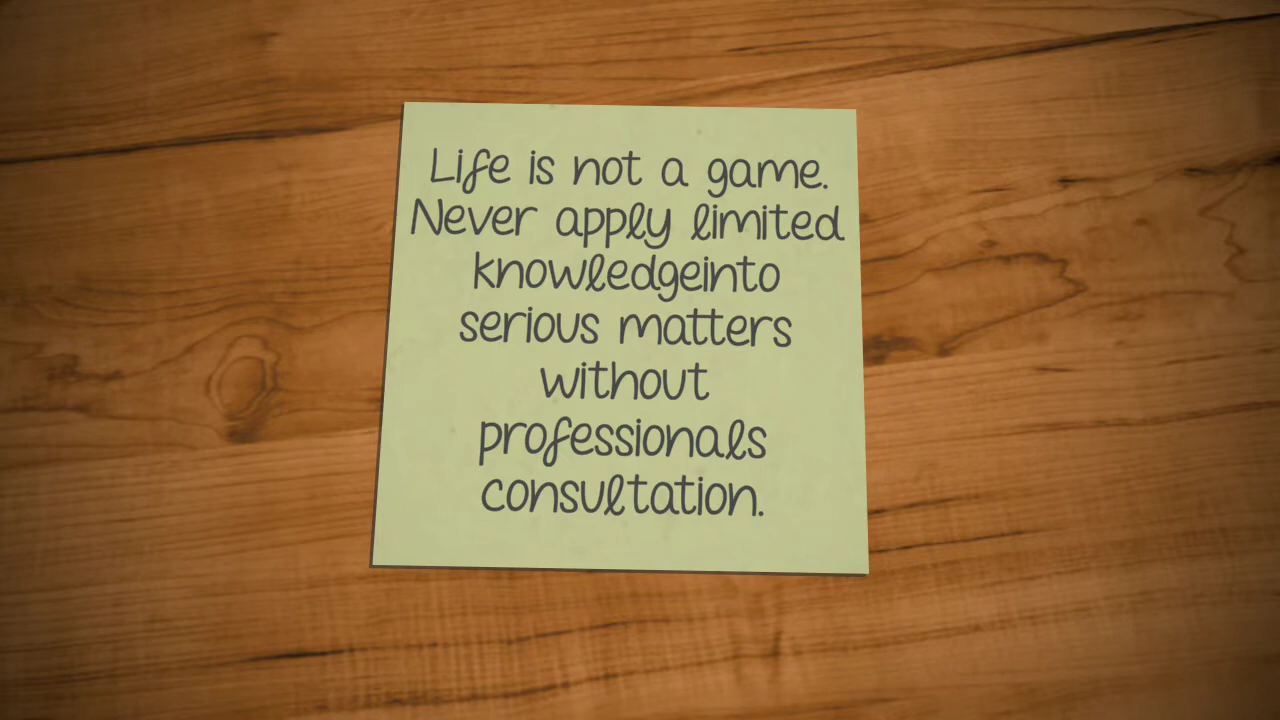 Life is not a game.
Never apply limited
knowledgeinto
serious matters
without
professionals
consultation.